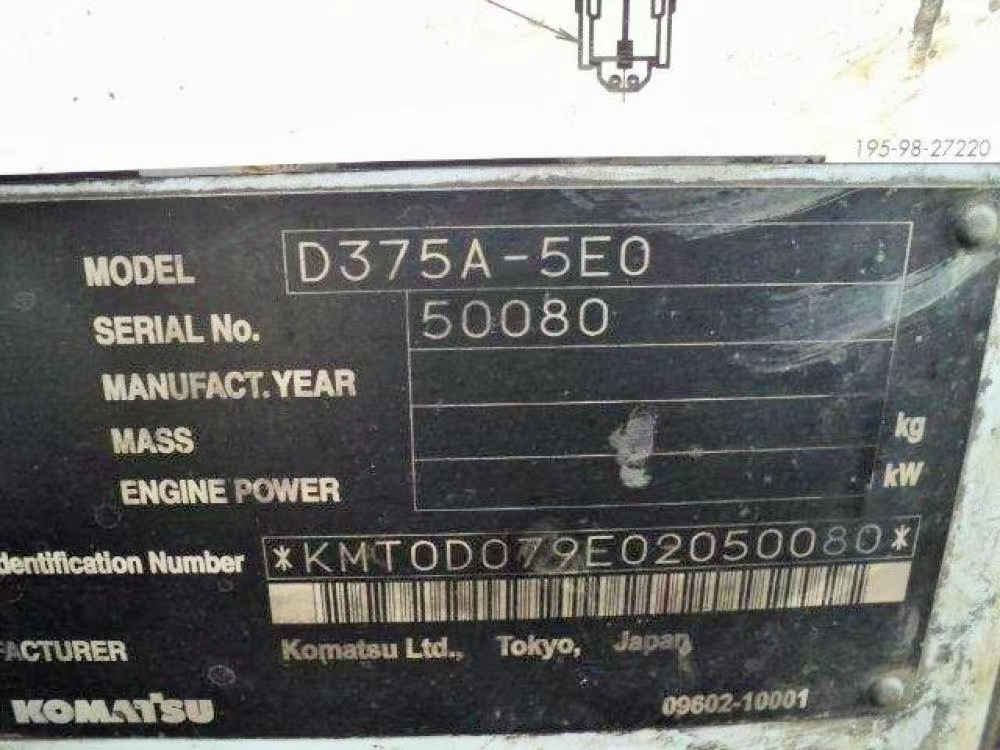 195-98-27220
MODEL D375A-5E0
SERIAL No. 50080
MANUFACT. YEAR
MASS kg
ENGINE POWER kW
dentification Number *KMT0D079E02050080*
FACTURER Komatsu Ltd., Tokyo, Japan
KOMATSU 09602-10001